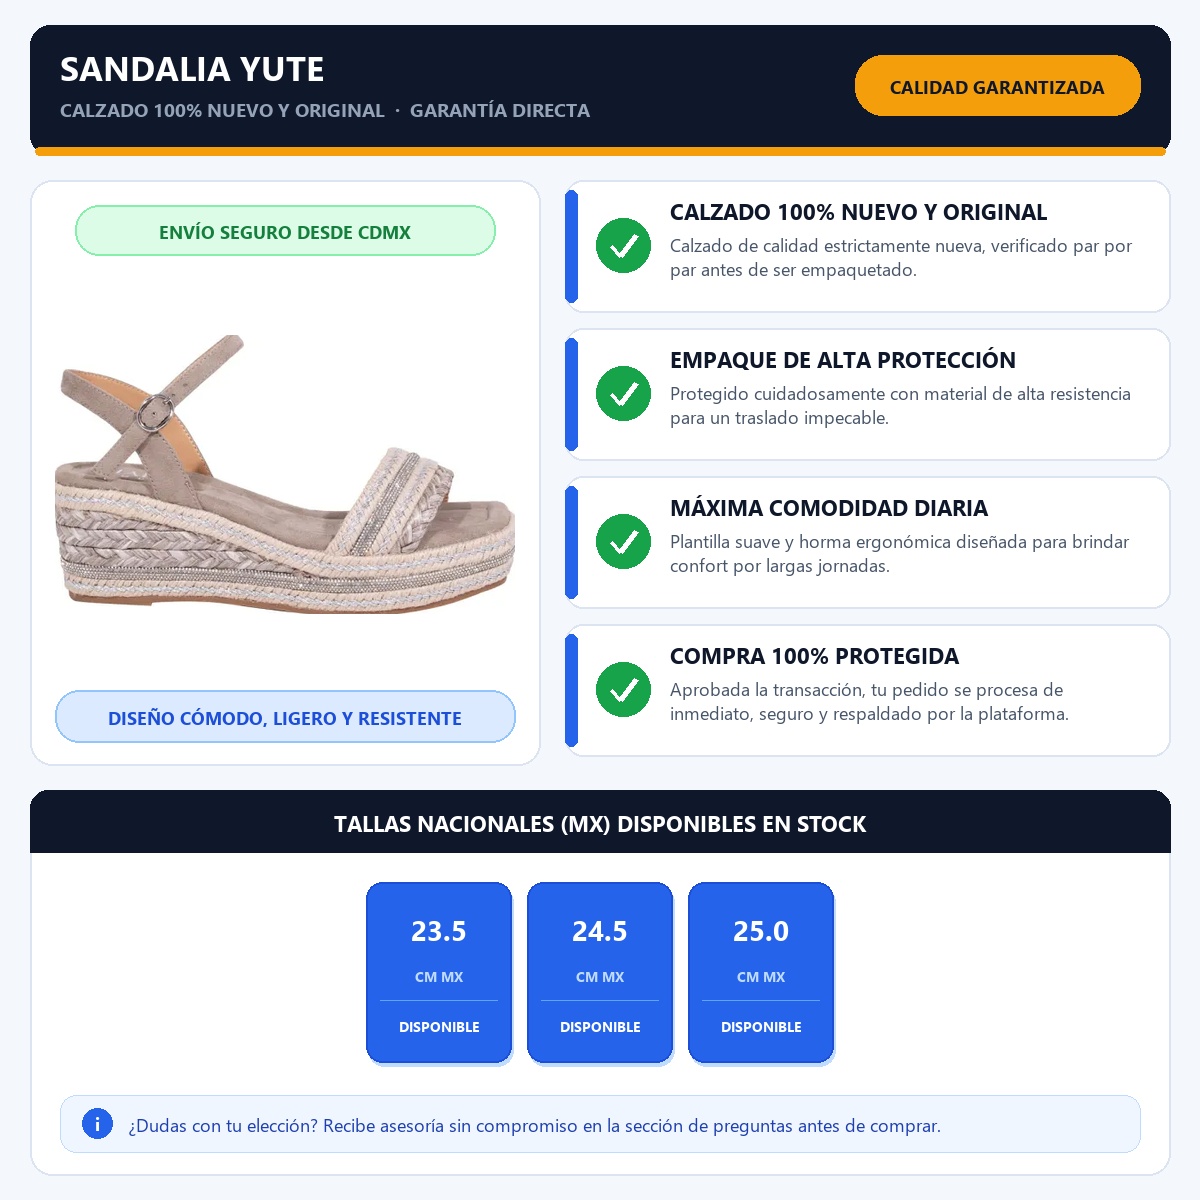 SANDALIA YUTE
CALZADO 100% NUEVO Y ORIGINAL · GARANTÍA DIRECTA
CALIDAD GARANTIZADA
ENVÍO SEGURO DESDE CDMX
DISEÑO CÓMODO, LIGERO Y RESISTENTE
CALZADO 100% NUEVO Y ORIGINAL
Calzado de calidad estrictamente nueva, verificado par por
par antes de ser empaquetado.
EMPAQUE DE ALTA PROTECCIÓN
Protegido cuidadosamente con material de alta resistencia
para un traslado impecable.
MÁXIMA COMODIDAD DIARIA
Plantilla suave y horma ergonómica diseñada para brindar
confort por largas jornadas.
COMPRA 100% PROTEGIDA
Aprobada la transacción, tu pedido se procesa de
inmediato, seguro y respaldado por la plataforma.
TALLAS NACIONALES (MX) DISPONIBLES EN STOCK
23.5
CM MX
DISPONIBLE
24.5
CM MX
DISPONIBLE
25.0
CM MX
DISPONIBLE
¿Dudas con tu elección? Recibe asesoría sin compromiso en la sección de preguntas antes de comprar.